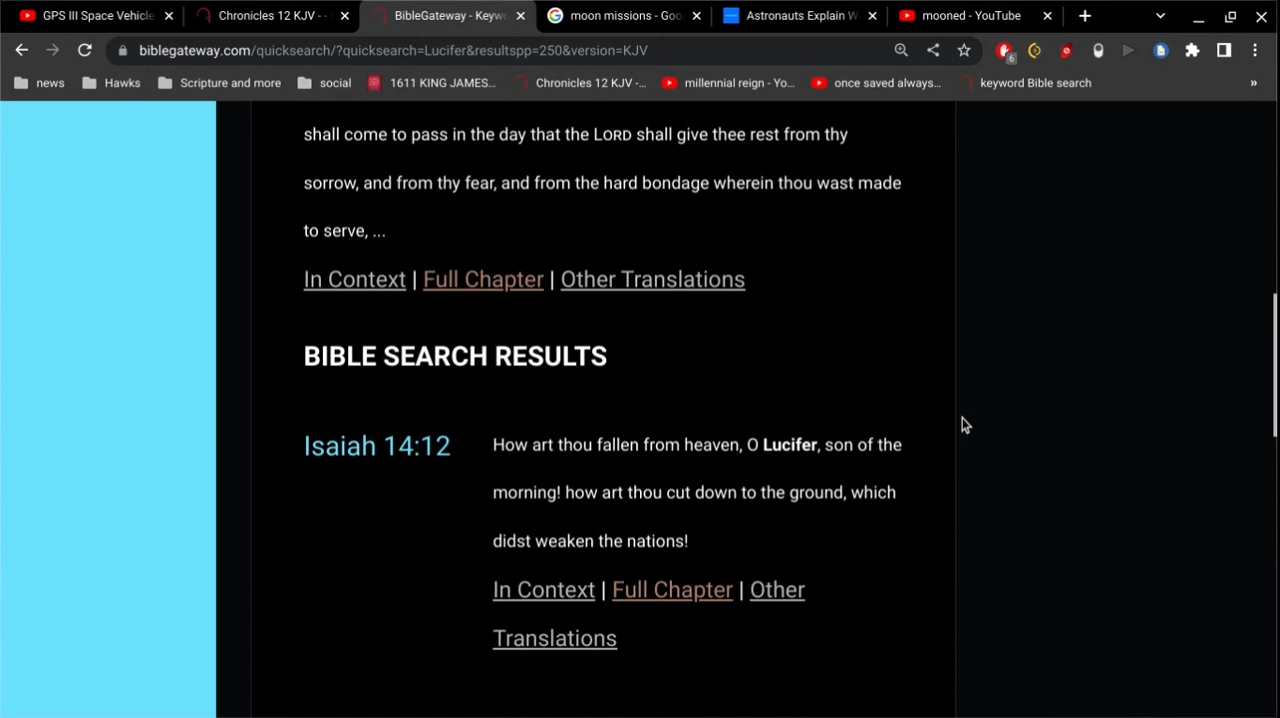 GPS III Space Vehicle
Chronicles 12 KJV - -
BibleGateway - Keywo
moon missions - Goo
Astronauts Explain W
mooned - YouTube
biblegateway.com/quicksearch/?quicksearch=Lucifer&resultspp=250&version=KJV
6
news
Hawks
Scripture and more
social
1611 KING JAMES...
Chronicles 12 KJV -...
millennial reign - Yo...
once saved always...
keyword Bible search
»
shall come to pass in the day that the LORD shall give thee rest from thy
sorrow, and from thy fear, and from the hard bondage wherein thou wast made
to serve, ...
In Context | Full Chapter | Other Translations
BIBLE SEARCH RESULTS
Isaiah 14:12
How art thou fallen from heaven, O Lucifer, son of the
morning! how art thou cut down to the ground, which
didst weaken the nations!
In Context | Full Chapter | Other
Translations